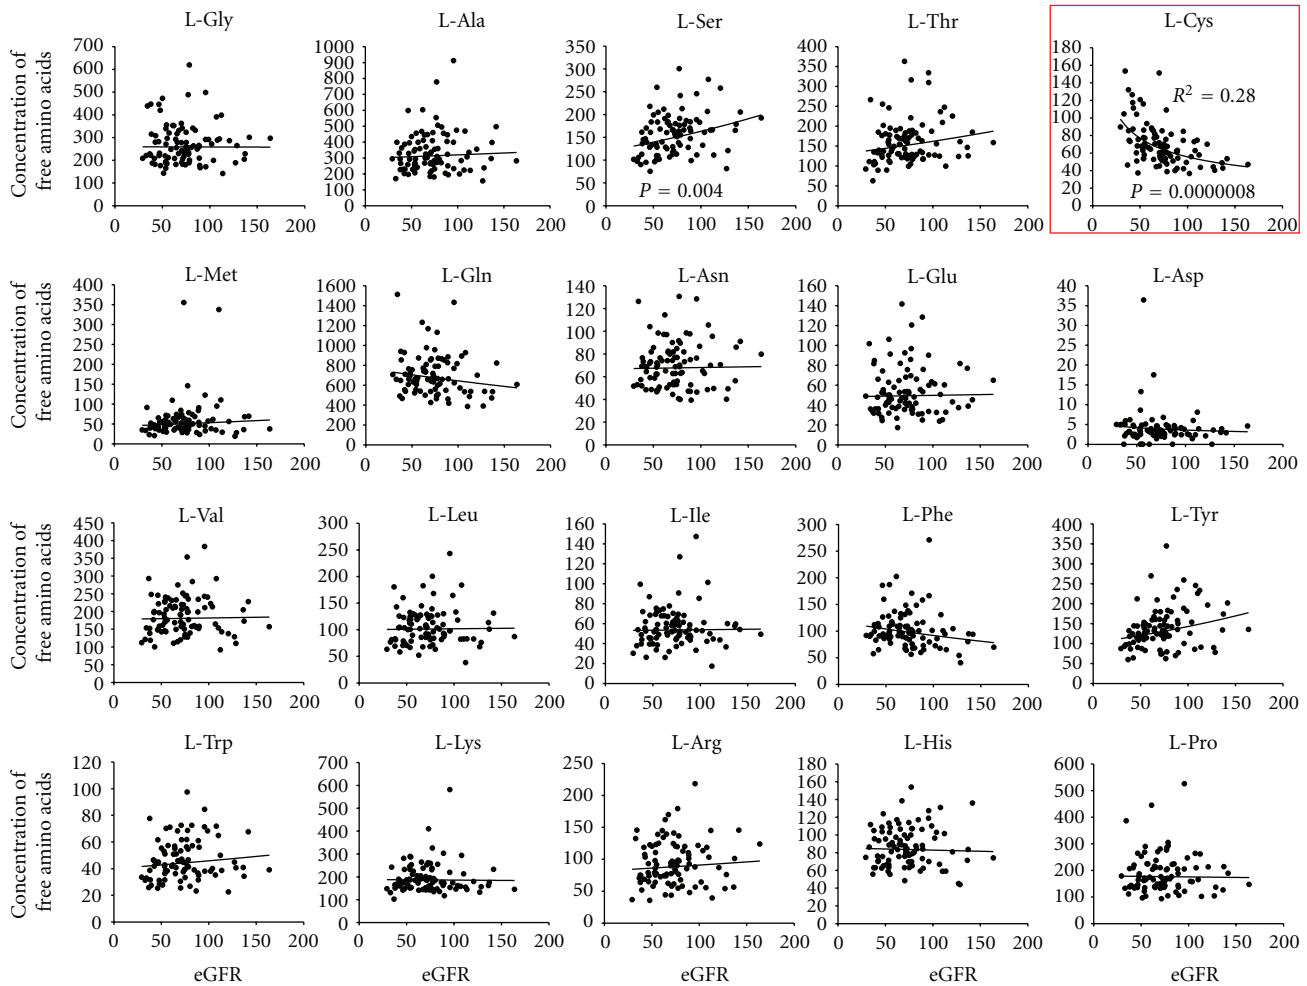 L-Gly L-Ala L-Ser L-Thr L-Cys
Concentration of
free amino acids
700 600 500 400 300 200 100 0
1000 900 800 700 600 500 400 300 200 100 0
350 300 250 200 150 100 50 0
400 350 300 250 200 150 100 50 0
180 160 140 120 100 80 60 40 20 0
R² = 0.28
P = 0.004
P = 0.0000008
0 50 100 150 200 0 50 100 150 200 0 50 100 150 200 0 50 100 150 200 0 50 100 150 200
L-Met L-Gln L-Asn L-Glu L-Asp
Concentration of
free amino acids
400 350 300 250 200 150 100 50 0
1600 1400 1200 1000 800 600 400 200 0
140 120 100 80 60 40 20 0
160 140 120 100 80 60 40 20 0
40 35 30 25 20 15 10 5 0
0 50 100 150 200 0 50 100 150 200 0 50 100 150 200 0 50 100 150 200 0 50 100 150 200
L-Val L-Leu L-Ile L-Phe L-Tyr
Concentration of
free amino acids
450 400 350 300 250 200 150 100 50 0
300 250 200 150 100 50 0
160 140 120 100 80 60 40 20 0
300 250 200 150 100 50 0
400 350 300 250 200 150 100 50 0
0 50 100 150 200 0 50 100 150 200 0 50 100 150 200 0 50 100 150 200 0 50 100 150 200
L-Trp L-Lys L-Arg L-His L-Pro
Concentration of
free amino acids
120 100 80 60 40 20 0
700 600 500 400 300 200 100 0
250 200 150 100 50 0
180 160 140 120 100 80 60 40 20 0
600 500 400 300 200 100 0
0 50 100 150 200 0 50 100 150 200 0 50 100 150 200 0 50 100 150 200 0 50 100 150 200
eGFR eGFR eGFR eGFR eGFR